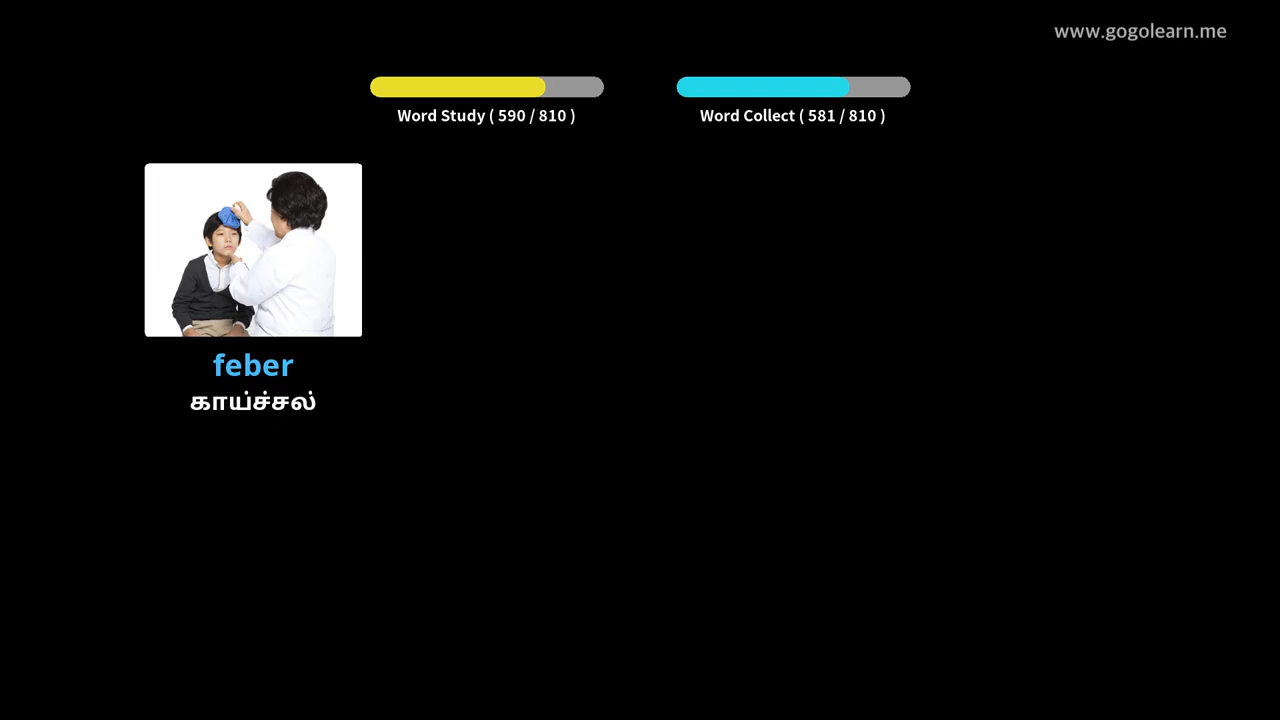 www.gogolearn.me
Word Study ( 590 / 810 )
Word Collect ( 581 / 810 )
feber
காய்ச்சல்